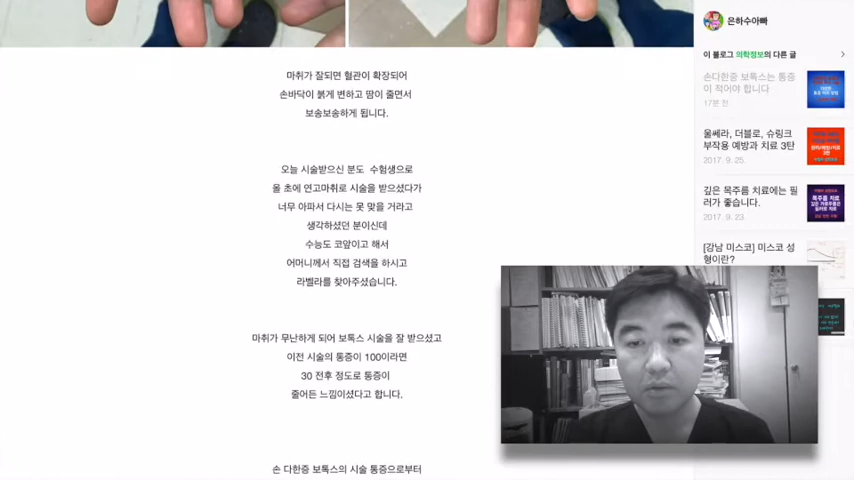 마취가 잘되면 혈관이 확장되어
손바닥이 붉게 변하고 땀이 줄면서
보송보송하게 됩니다.
오늘 시술받으신 분도 수험생으로
올 초에 연고마취로 시술을 받으셨다가
너무 아파서 다시는 못 맞을 거라고
생각하셨던 분이신데
수능도 코앞이고 해서
어머니께서 직접 검색을 하시고
라벨라를 찾아주셨습니다.
마취가 무난하게 되어 보톡스 시술을 잘 받으셨고
이전 시술의 통증이 100이라면
30 전후 정도로 통증이
줄어든 느낌이셨다고 합니다.
손 다한증 보톡스의 시술 통증으로부터
은하수아빠
이 블로그 의학정보의 다른 글
손다한증 보톡스는 통증
이 적어야 합니다
17분 전
울쎄라, 더블로, 슈링크
부작용 예방과 치료 3탄
2017. 9. 25.
깊은 목주름 치료에는 필
러가 좋습니다.
2017. 9. 23.
[강남 미스코] 미스코 성
형이란?